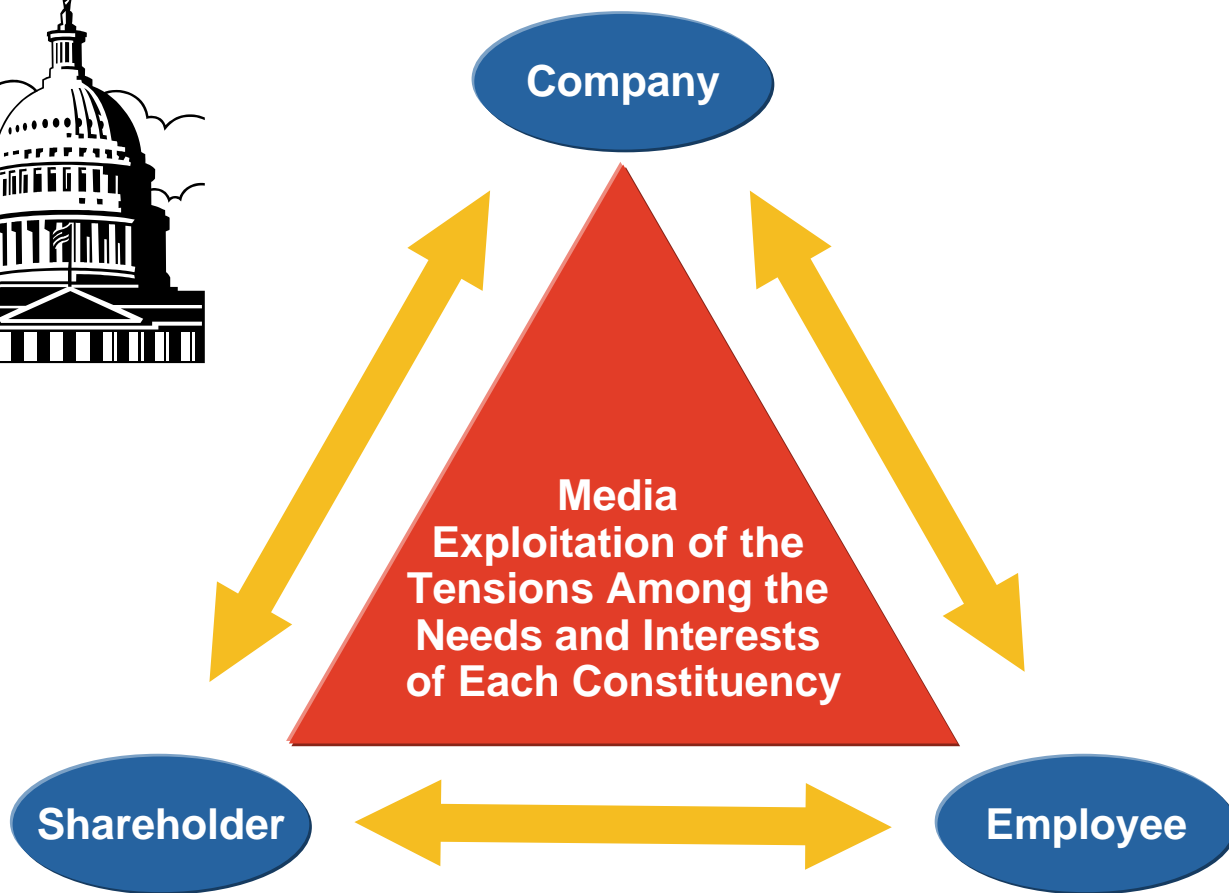 Company
Media
Exploitation of the
Tensions Among the
Needs and Interests
of Each Constituency
Shareholder
Employee